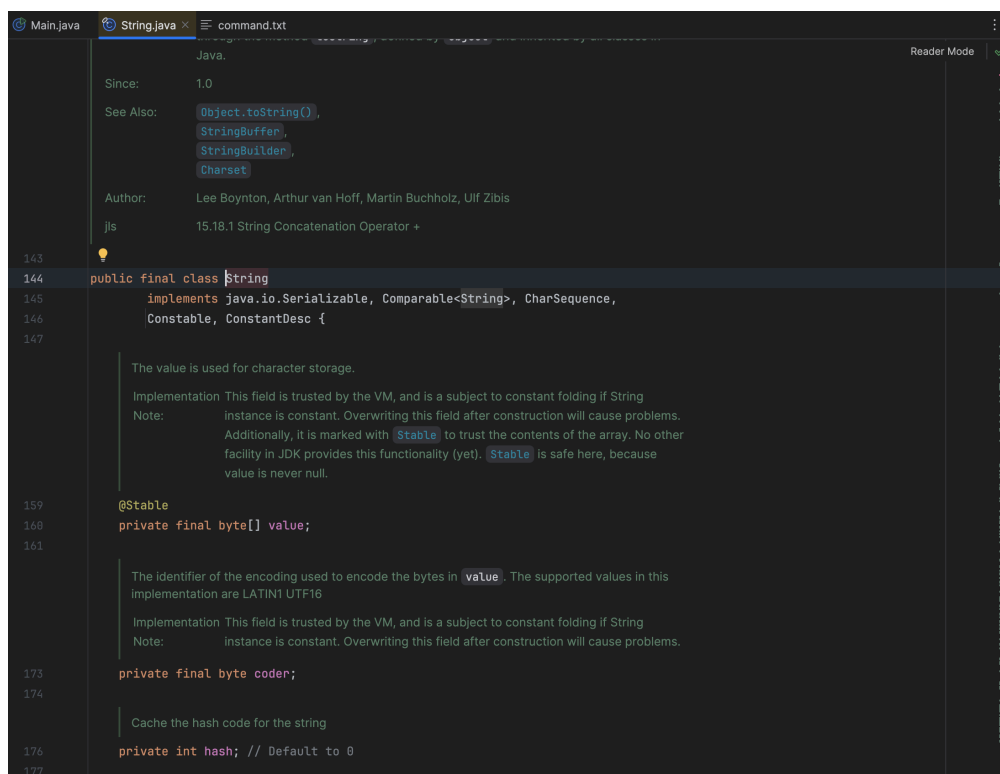 Main.java String.java × command.txt
Reader Mode
Java.
Since: 1.0
See Also: Object.toString(),
StringBuffer,
StringBuilder,
Charset
Author: Lee Boynton, Arthur van Hoff, Martin Buchholz, Ulf Zibis
jls 15.18.1 String Concatenation Operator +
143
144 public final class String
145 implements java.io.Serializable, Comparable<String>, CharSequence,
146 Constable, ConstantDesc {
147
The value is used for character storage.
Implementation This field is trusted by the VM, and is a subject to constant folding if String
Note: instance is constant. Overwriting this field after construction will cause problems.
Additionally, it is marked with Stable to trust the contents of the array. No other
facility in JDK provides this functionality (yet). Stable is safe here, because
value is never null.
159 @Stable
160 private final byte[] value;
161
The identifier of the encoding used to encode the bytes in value. The supported values in this
implementation are LATIN1 UTF16
Implementation This field is trusted by the VM, and is a subject to constant folding if String
Note: instance is constant. Overwriting this field after construction will cause problems.
173 private final byte coder;
174
Cache the hash code for the string
176 private int hash; // Default to 0
177